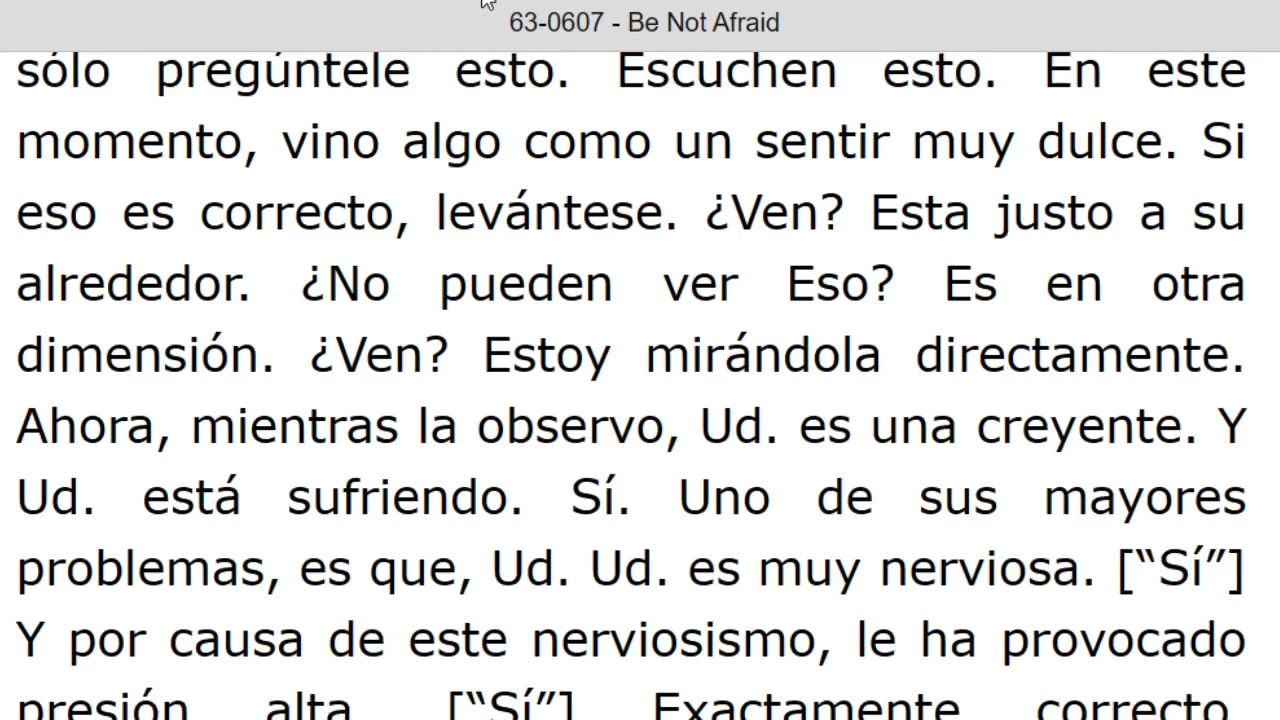 63-0607 - Be Not Afraid
sólo pregúntele esto. Escuchen esto. En este
momento, vino algo como un sentir muy dulce. Si
eso es correcto, levántese. ¿Ven? Esta justo a su
alrededor. ¿No pueden ver Eso? Es en otra
dimensión. ¿Ven? Estoy mirándola directamente.
Ahora, mientras la observo, Ud. es una creyente. Y
Ud. está sufriendo. Sí. Uno de sus mayores
problemas, es que, Ud. Ud. es muy nerviosa. [“Sí”]
Y por causa de este nerviosismo, le ha provocado
presión alta. [“Sí”] Exactamente correcto.